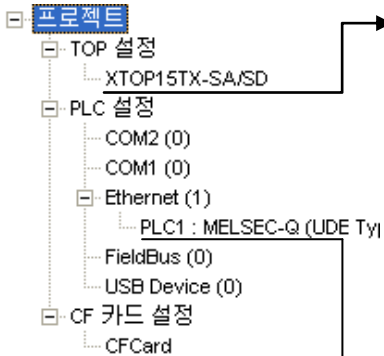 프로젝트
TOP 설정
XTOP15TX-SA/SD
PLC 설정
COM2 (0)
COM1 (0)
Ethernet (1)
PLC1 : MELSEC-Q (UDE Typ
FieldBus (0)
USB Device (0)
CF 카드 설정
CFCard